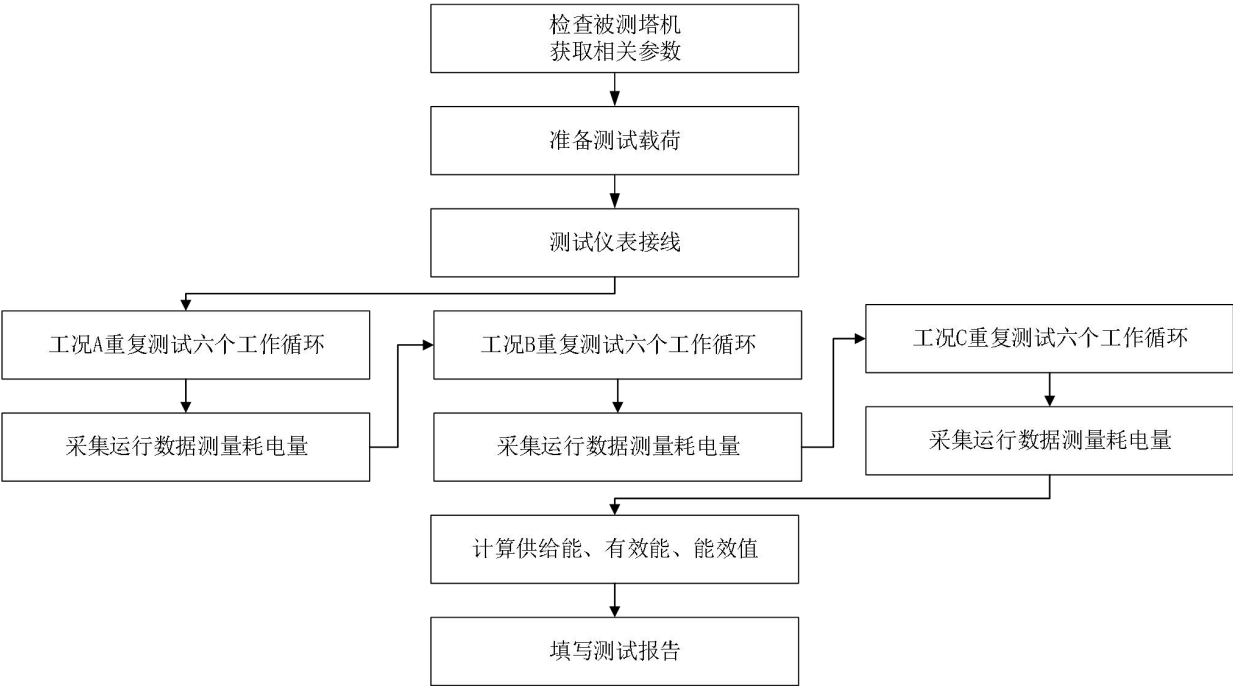 检查被测塔机
获取相关参数
准备测试载荷
测试仪表接线
工况A重复测试六个工作循环
采集运行数据测量耗电量
工况B重复测试六个工作循环
采集运行数据测量耗电量
工况C重复测试六个工作循环
采集运行数据测量耗电量
计算供给能、有效能、能效值
填写测试报告